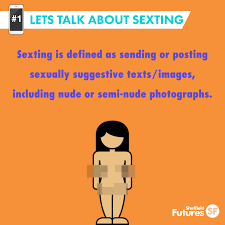 #1 LETS TALK ABOUT SEXTING
Sexting is defined as sending or posting
sexually suggestive texts/images,
including nude or semi-nude photographs.
Sheffield
Futures SF